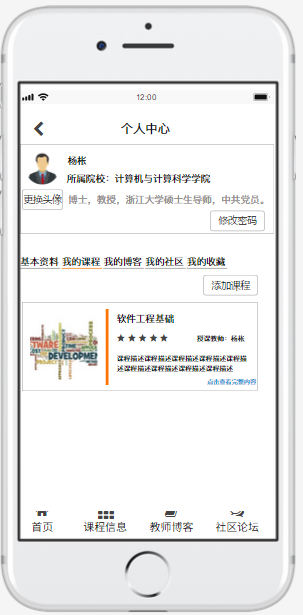 12:00
个人中心
杨枨
所属院校：计算机与计算科学学院
更换头像 博士，教授，浙江大学硕士生导师，中共党员。
修改密码
基本资料 我的课程 我的博客 我的社区 我的收藏
添加课程
软件工程基础
★★★★★ 授课教师：杨枨
课程描述课程描述课程描述课程描述课程描
述课程描述课程描述课程描述课程描述
点击查看完整内容
TWARE
DEVELOPMENT
首页 课程信息 教师博客 社区论坛